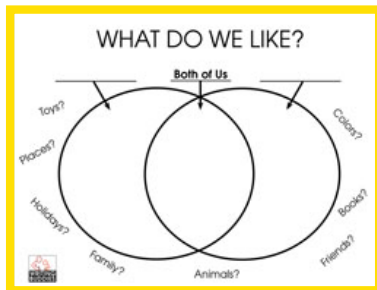 WHAT DO WE LIKE?
Both of Us
Toys?
Places?
Holidays?
Family?
Animals?
Friends?
Books?
Colors?